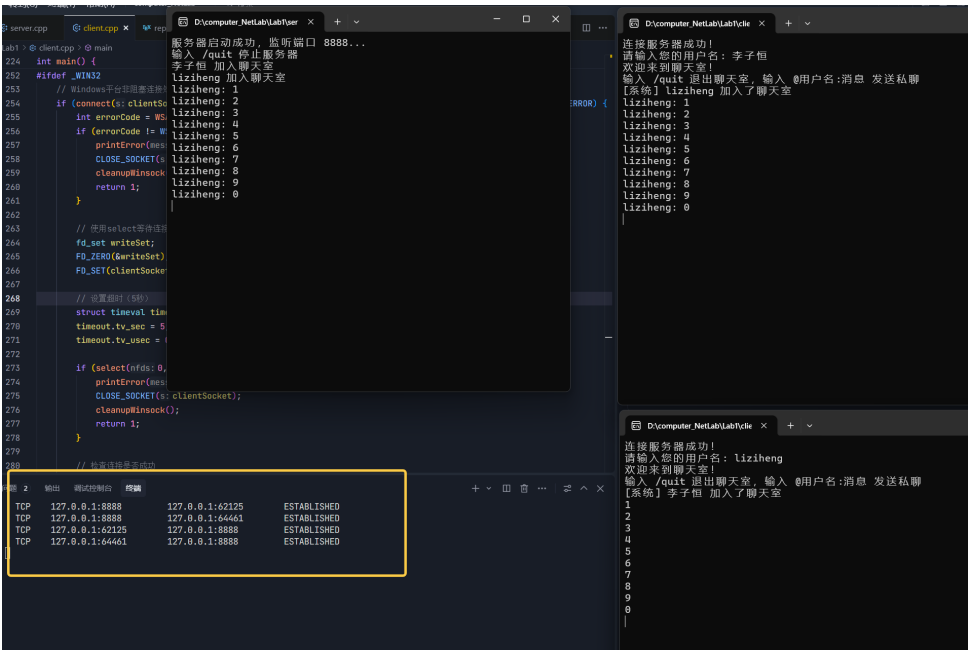 server.cpp
client.cpp
Lab1 > client.cpp > main
224 int main() {
252 #ifdef _WIN32
253 // Windows平台非阻塞连接
254 if (connect(s: clientSo
ERROR) {
255 int errorCode = WSA
256 if (errorCode != WS
257 printError(mes
258 CLOSE_SOCKET(s
259 cleanupWinsock
260 return 1;
261 }
262
263 // 使用select等待连接
264 fd_set writeSet;
265 FD_ZERO(&writeSet)
266 FD_SET(clientSocke
267
268 // 设置超时（5秒）
269 struct timeval tim
270 timeout.tv_sec = 5
271 timeout.tv_usec =
272
273 if (select(nfds: 0,
274 printError(mes
275 CLOSE_SOCKET(s: clientSocket);
276 cleanupWinsock();
277 return 1;
278 }
279
280 // 检查连接是否成功
D:\computer_NetLab\Lab1\ser
服务器启动成功, 监听端口 8888...
输入 /quit 停止服务器
李子恒 加入聊天室
liziheng 加入聊天室
liziheng: 1
liziheng: 2
liziheng: 3
liziheng: 4
liziheng: 5
liziheng: 6
liziheng: 7
liziheng: 8
liziheng: 9
liziheng: 0
D:\computer_NetLab\Lab1\clie
连接服务器成功!
请输入您的用户名: 李子恒
欢迎来到聊天室!
输入 /quit 退出聊天室, 输入 @用户名:消息 发送私聊
[系统] liziheng 加入了聊天室
liziheng: 1
liziheng: 2
liziheng: 3
liziheng: 4
liziheng: 5
liziheng: 6
liziheng: 7
liziheng: 8
liziheng: 9
liziheng: 0
D:\computer_NetLab\Lab1\clie
连接服务器成功!
请输入您的用户名: liziheng
欢迎来到聊天室!
输入 /quit 退出聊天室, 输入 @用户名:消息 发送私聊
[系统] 李子恒 加入了聊天室
1
2
3
4
5
6
7
8
9
0
题 2 输出 调试控制台 终端
TCP 127.0.0.1:8888 127.0.0.1:62125 ESTABLISHED
TCP 127.0.0.1:8888 127.0.0.1:64461 ESTABLISHED
TCP 127.0.0.1:62125 127.0.0.1:8888 ESTABLISHED
TCP 127.0.0.1:64461 127.0.0.1:8888 ESTABLISHED